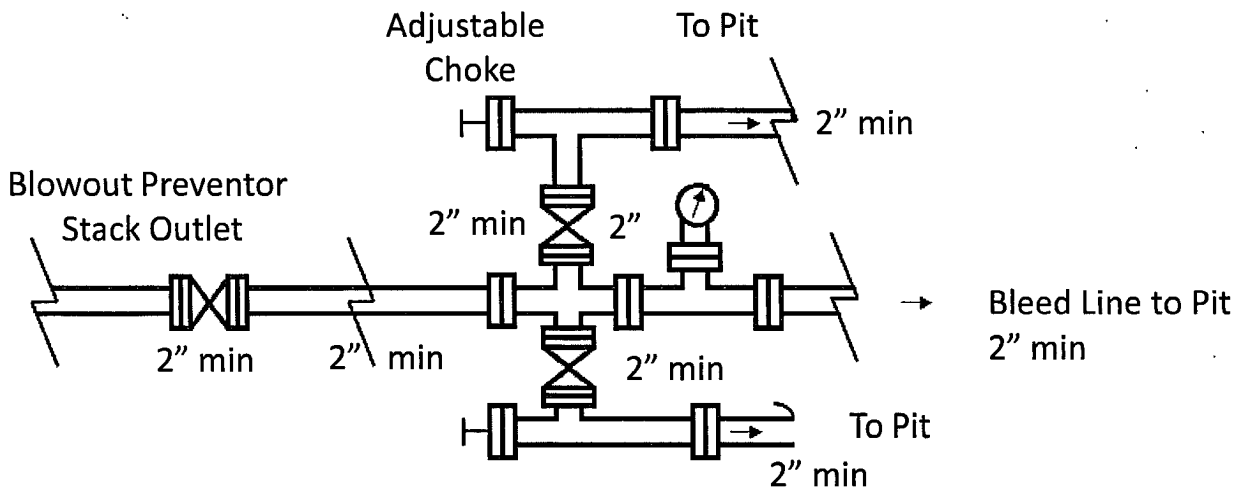 Adjustable
Choke
To Pit
2” min
Blowout Preventor
Stack Outlet
2” min
2”
2” min
2” min
2” min
Bleed Line to Pit
2” min
To Pit
2” min